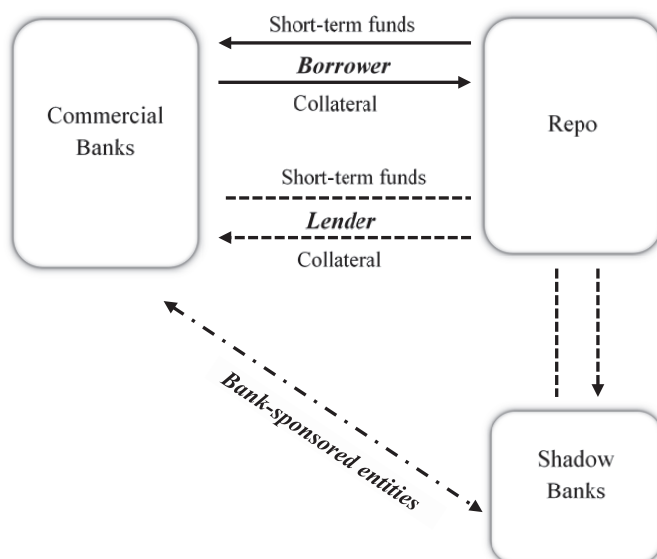 Short-term funds
Borrower
Collateral
Commercial
Banks
Repo
Short-term funds
Lender
Collateral
Bank-sponsored entities
Shadow
Banks